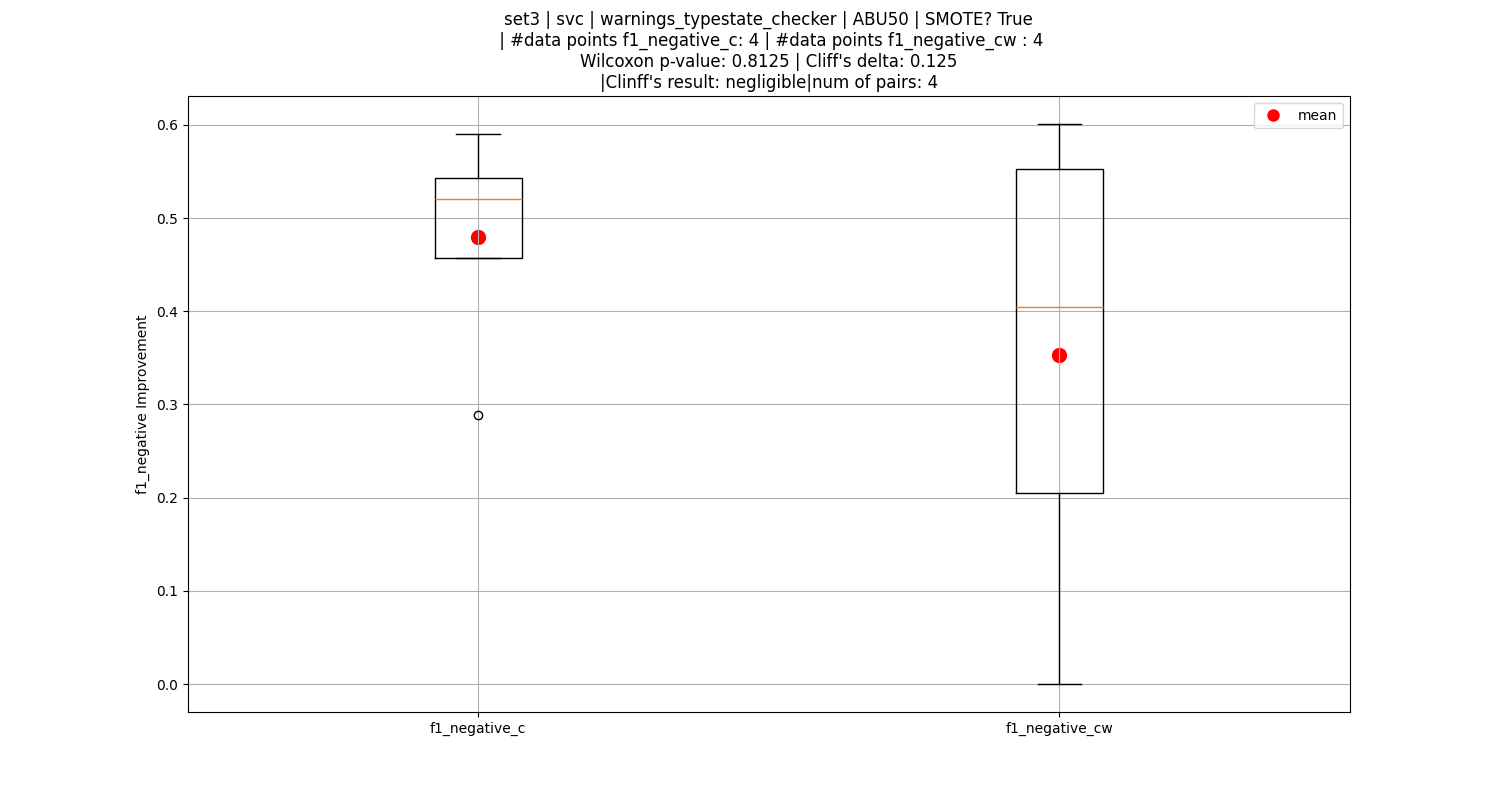 set3 | svc | warnings_typestate_checker | ABU50 | SMOTE? True
| #data points f1_negative_c: 4 | #data points f1_negative_cw : 4
Wilcoxon p-value: 0.8125 | Cliff's delta: 0.125
|Clinff's result: negligible|num of pairs: 4
mean
0.6
0.5
0.4
0.3
0.2
0.1
0.0
f1_negative Improvement
f1_negative_c
f1_negative_cw